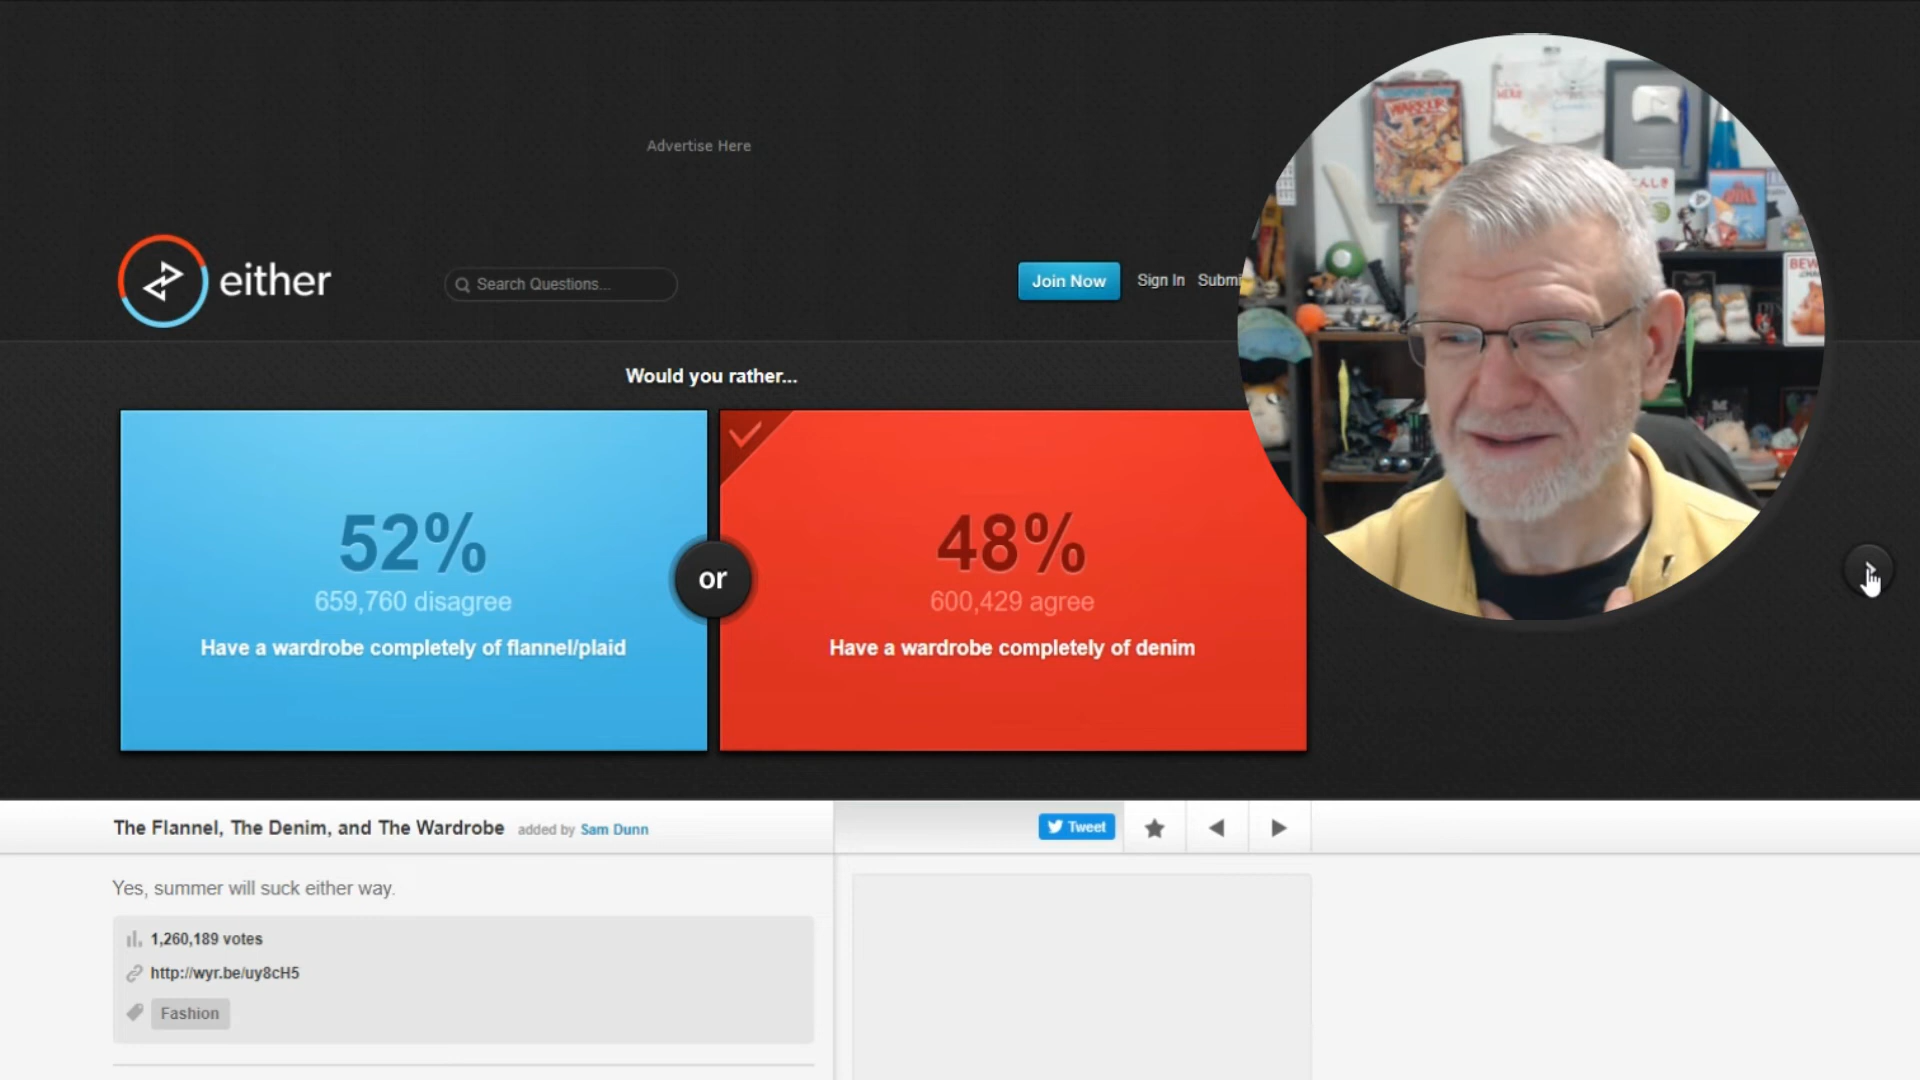 Advertise Here
either
Search Questions...
Join Now
Sign In
Submi
Would you rather...
52%
659,760 disagree
Have a wardrobe completely of flannel/plaid
or
48%
600,429 agree
Have a wardrobe completely of denim
WARRIOR
BEW
The Flannel, The Denim, and The Wardrobe added by Sam Dunn
Tweet
Yes, summer will suck either way.
1,260,189 votes
http://wyr.be/uy8cH5
Fashion